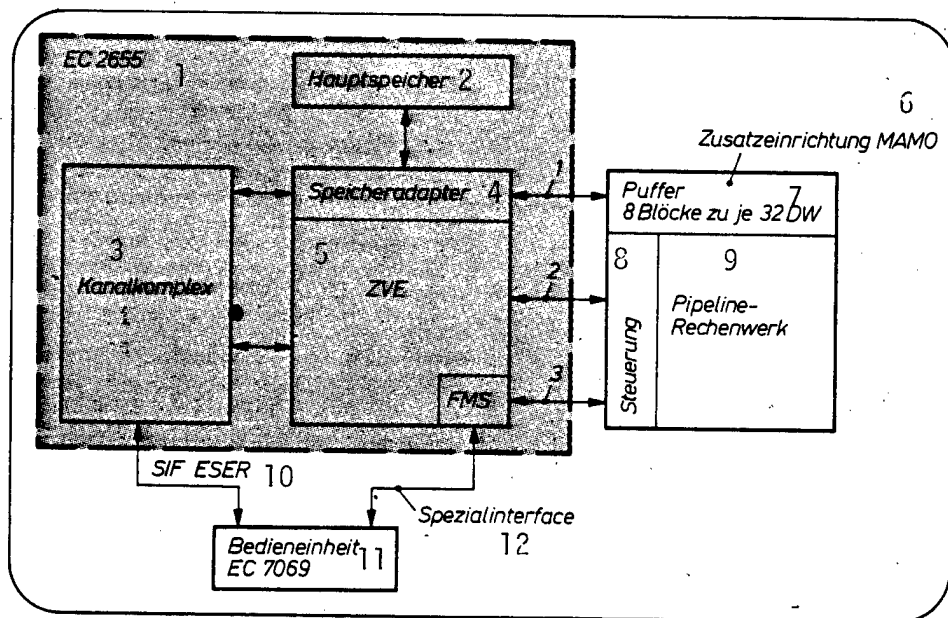 EC 2655 1
Hauptspeicher 2
6
Zusatzeinrichtung MAMO
Speicheradapter 4
1
Puffer 7
8 Blöcke zu je 32 DW
3
Kanalkomplex
1
5
ZVE
2
8
9
Pipeline-
Rechenwerk
Steuerung
FMS
3
SIF ESER 10
Spezialinterface
12
Bedieneinheit 11
EC 7069